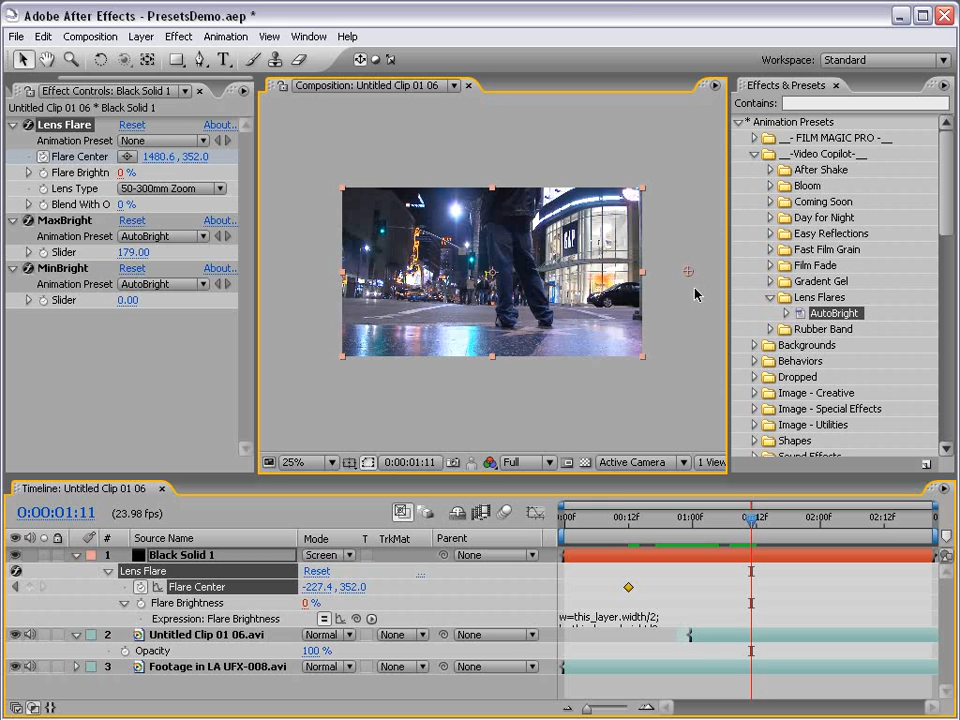 Adobe After Effects - PresetsDemo.aep *
File Edit Composition Layer Effect Animation View Window Help
Workspace: Standard
Effect Controls: Black Solid 1
Untitled Clip 01 06 * Black Solid 1
Lens Flare Reset About...
Animation Preset None
Flare Center 1480.6, 352.0
Flare Brightn 0 %
Lens Type 50-300mm Zoom
Blend With O 0 %
MaxBright Reset About...
Animation Preset AutoBright
Slider 179.00
MinBright Reset About...
Animation Preset AutoBright
Slider 0.00
Composition: Untitled Clip 01 06
GAP
25% 0:00:01:11 Full Active Camera 1 View
Effects & Presets
Contains:
* Animation Presets
__- FILM MAGIC PRO -__
__-Video Copilot-__
After Shake
Bloom
Coming Soon
Day for Night
Easy Reflections
Fast Film Grain
Film Fade
Gradent Gel
Lens Flares
AutoBright
Rubber Band
Backgrounds
Behaviors
Dropped
Image - Creative
Image - Special Effects
Image - Utilities
Shapes
Sound Effects
Timeline: Untitled Clip 01 06
0:00:01:11 (23.98 fps)
:00F 00:12F 01:00F 02:00F 02:12F
# Source Name Mode T TrkMat Parent
1 Black Solid 1 Screen None
Lens Flare Reset ...
Flare Center -227.4, 352.0
Flare Brightness 0 %
Expression: Flare Brightness w=this_layer.width/2;
2 Untitled Clip 01 06.avi Normal None None
Opacity 100 %
3 Footage in LA UFX-008.avi Normal None None